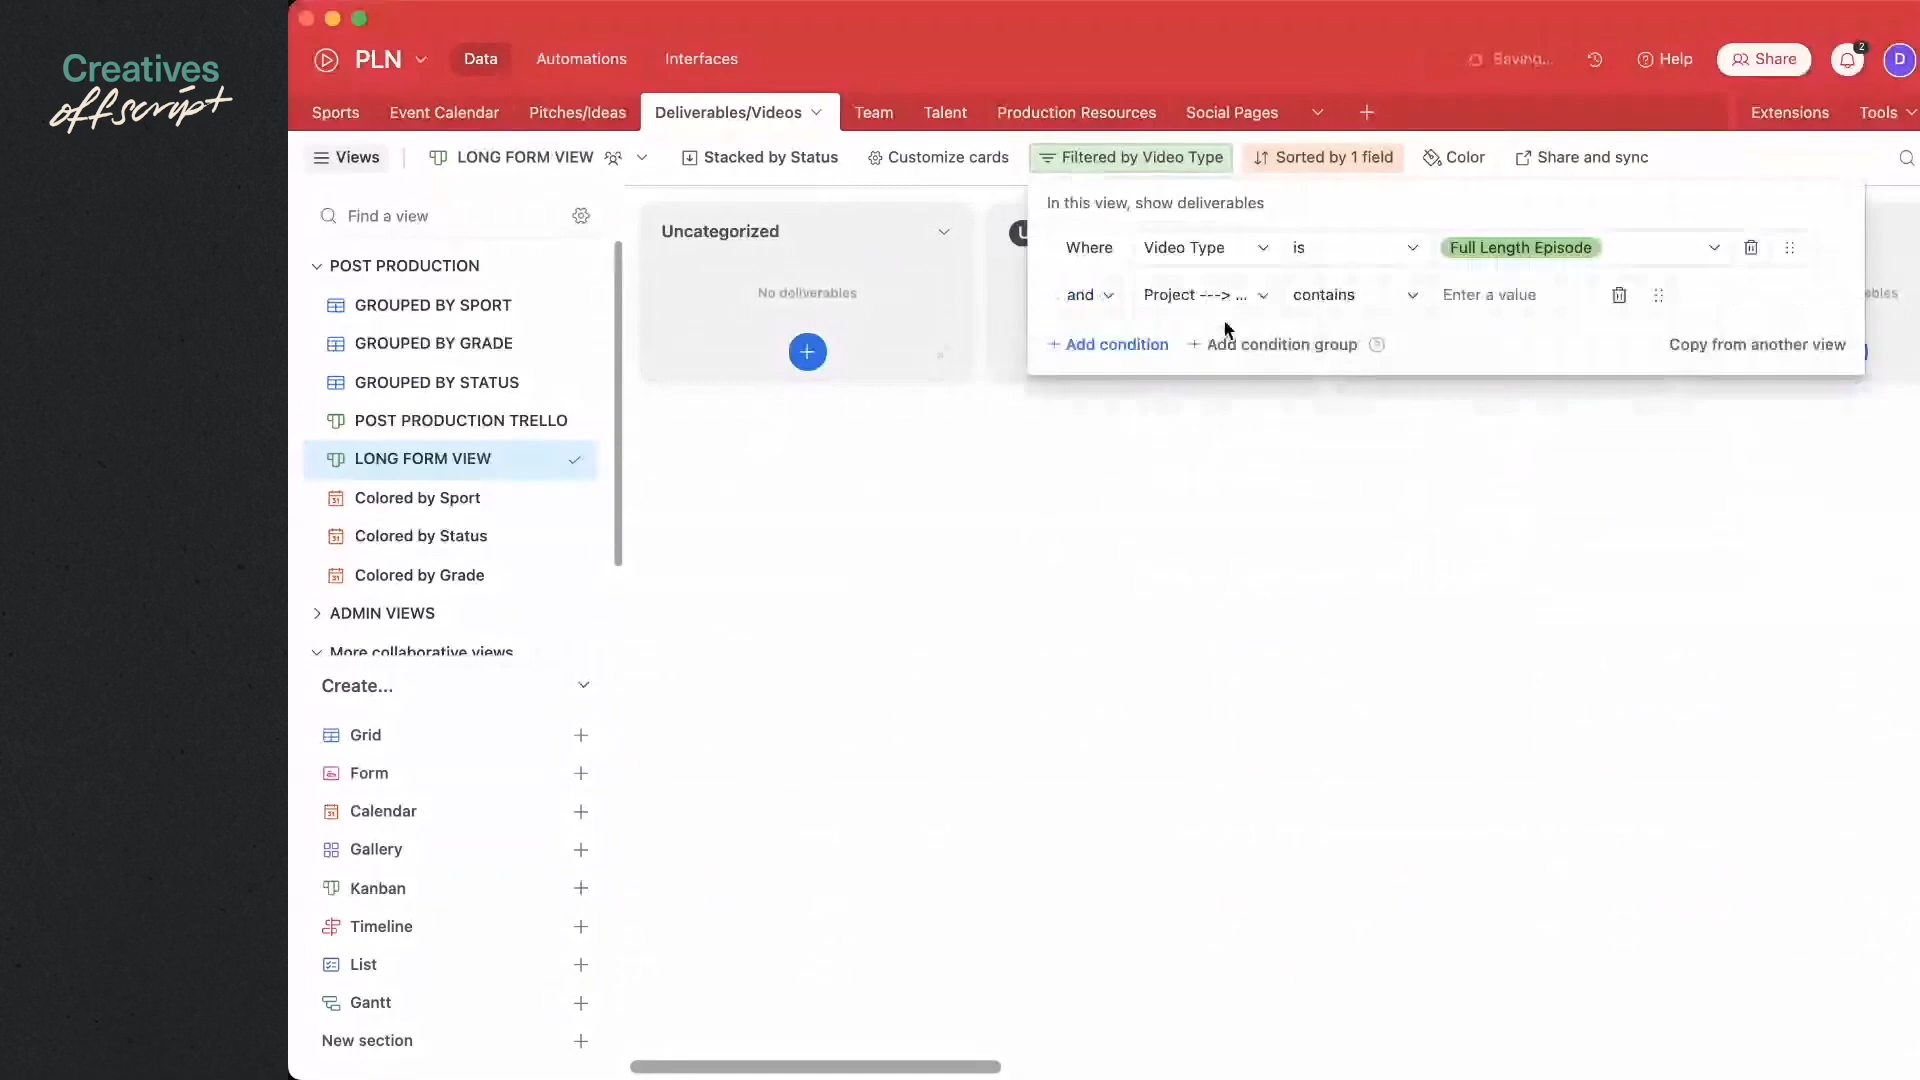 Creatives
offscript
PLN
Data
Automations
Interfaces
Saving...
Help
Share
2
D
Sports
Event Calendar
Pitches/Ideas
Deliverables/Videos
Team
Talent
Production Resources
Social Pages
Extensions
Tools
Views
LONG FORM VIEW
Stacked by Status
Customize cards
Filtered by Video Type
Sorted by 1 field
Color
Share and sync
Find a view
POST PRODUCTION
GROUPED BY SPORT
GROUPED BY GRADE
GROUPED BY STATUS
POST PRODUCTION TRELLO
LONG FORM VIEW
Colored by Sport
Colored by Status
Colored by Grade
ADMIN VIEWS
More collaborative views
Create...
Grid
Form
Calendar
Gallery
Kanban
Timeline
List
Gantt
New section
Uncategorized
No deliverables
In this view, show deliverables
Where Video Type is Full Length Episode
and Project ---> ... contains Enter a value
+ Add condition + Add condition group
Copy from another view